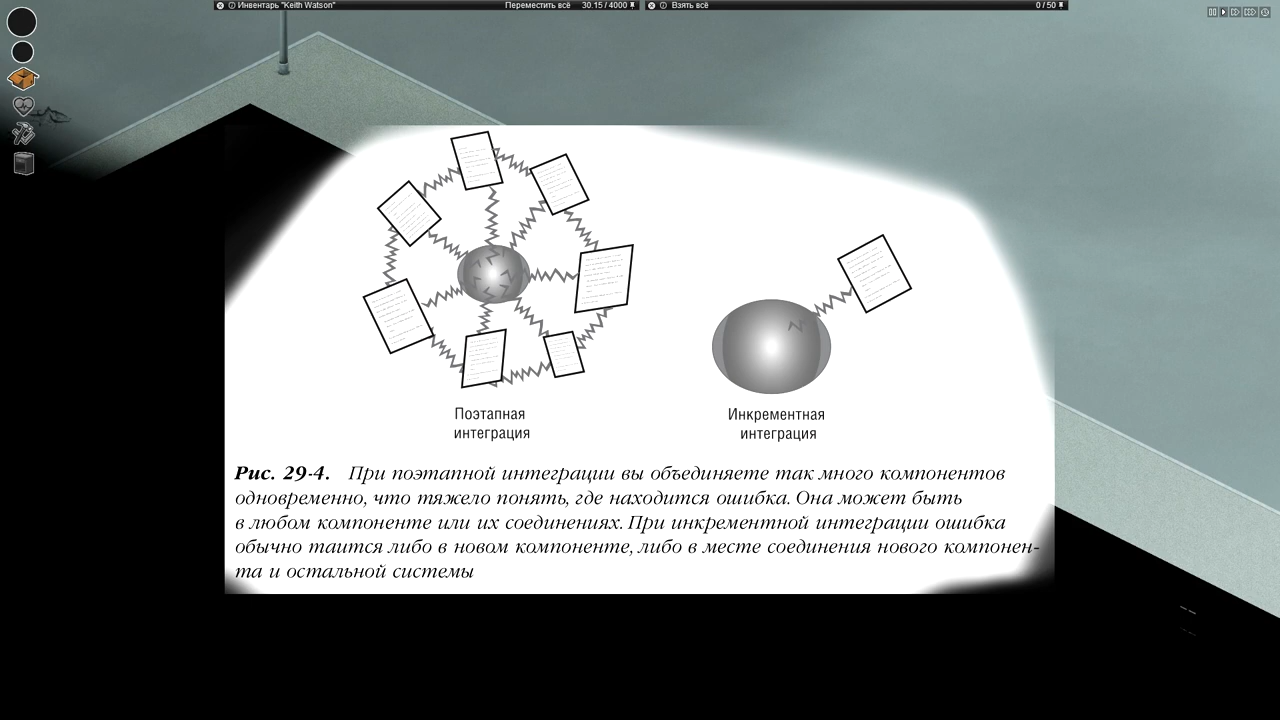 Инвентарь "Keith Watson" Переместить всё 30.15 / 4000 Взять всё 0 / 50
Поэтапная
интеграция
Инкрементная
интеграция
Рис. 29-4. При поэтапной интеграции вы объединяете так много компонентов
одновременно, что тяжело понять, где находится ошибка. Она может быть
в любом компоненте или их соединениях. При инкрементной интеграции ошибка
обычно таится либо в новом компоненте, либо в месте соединения нового компонен-
та и остальной системы